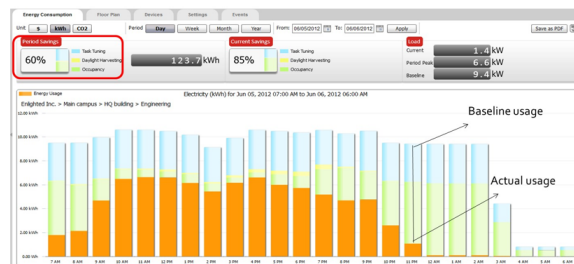 Energy Consumption Floor Plan Devices Settings Events
Unit $ kWh CO2 Period Day Week Month Year From: 06/05/2012 To: 06/06/2012 Apply Save as PDF
Period Savings Current Savings Load
60% Task Tuning Daylight Harvesting Occupancy
123.7 kWh
85% Task Tuning Daylight Harvesting Occupancy
Current 1.4 kW
Period Peak 6.6 kW
Baseline 9.4 kW
Energy Usage Electricity (kWh) for Jun 05, 2012 07:00 AM to Jun 06, 2012 06:00 AM
Enlighted Inc. > Main campus > HQ building > Engineering
12.00 kWh
Baseline usage
10.00 kWh
8.00 kWh
6.00 kWh
Actual usage
4.00 kWh
2.00 kWh
0.00 kWh
7 AM 8 AM 9 AM 10 AM 11 AM 12 PM 1 PM 2 PM 3 PM 4 PM 5 PM 6 PM 7 PM 8 PM 9 PM 10 PM 11 PM 12 AM 1 AM 2 AM 3 AM 4 AM 5 AM 6 AM